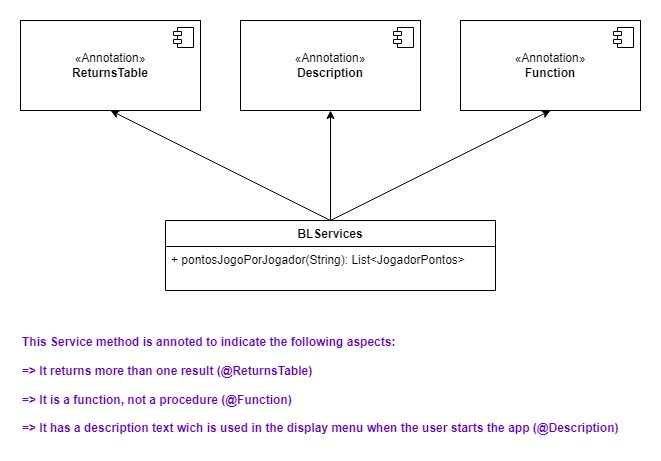 «Annotation»
ReturnsTable
«Annotation»
Description
«Annotation»
Function
BLServices
+ pontosJogoPorJogador(String): List<JogadorPontos>
This Service method is annoted to indicate the following aspects:
=> It returns more than one result (@ReturnsTable)
=> It is a function, not a procedure (@Function)
=> It has a description text wich is used in the display menu when the user starts the app (@Description)